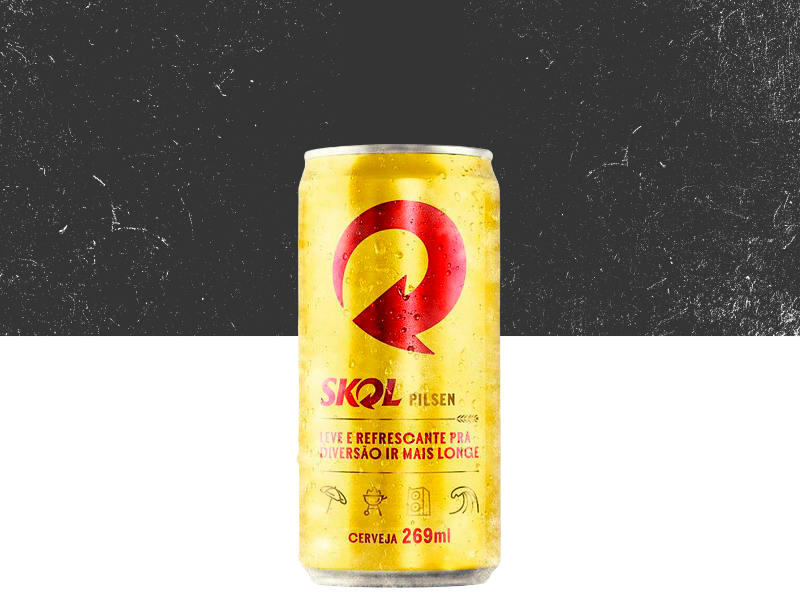 SKOL PILSEN
LEVE E REFRESCANTE PRA
DIVERSÃO IR MAIS LONGE
CERVEJA 269ml